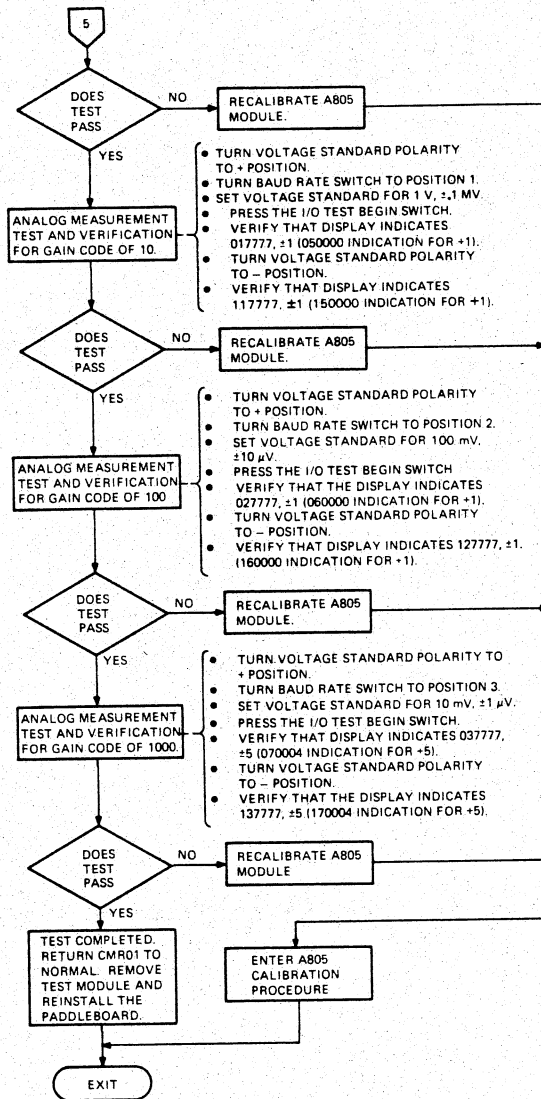 5
DOES
TEST
PASS
NO
RECALIBRATE A805
MODULE.
YES
ANALOG MEASUREMENT
TEST AND VERIFICATION
FOR GAIN CODE OF 10.
• TURN VOLTAGE STANDARD POLARITY
TO + POSITION.
• TURN BAUD RATE SWITCH TO POSITION 1.
• SET VOLTAGE STANDARD FOR 1 V, ±.1 MV.
• PRESS THE I/O TEST BEGIN SWITCH.
• VERIFY THAT DISPLAY INDICATES
017777, ±1 (050000 INDICATION FOR +1).
• TURN VOLTAGE STANDARD POLARITY
TO – POSITION.
• VERIFY THAT DISPLAY INDICATES
117777, ±1 (150000 INDICATION FOR +1).
DOES
TEST
PASS
NO
RECALIBRATE A805
MODULE.
YES
ANALOG MEASUREMENT
TEST AND VERIFICATION
FOR GAIN CODE OF 100
• TURN VOLTAGE STANDARD POLARITY
TO + POSITION.
• TURN BAUD RATE SWITCH TO POSITION 2.
• SET VOLTAGE STANDARD FOR 100 mV,
±10 µV.
• PRESS THE I/O TEST BEGIN SWITCH
• VERIFY THAT THE DISPLAY INDICATES
027777, ±1 (060000 INDICATION FOR +1).
• TURN VOLTAGE STANDARD POLARITY
TO – POSITION.
• VERIFY THAT DISPLAY INDICATES 127777, ±1.
(160000 INDICATION FOR +1).
DOES
TEST
PASS
NO
RECALIBRATE A805
MODULE.
YES
ANALOG MEASUREMENT
TEST AND VERIFICATION
FOR GAIN CODE OF 1000.
• TURN VOLTAGE STANDARD POLARITY TO
+ POSITION.
• TURN BAUD RATE SWITCH TO POSITION 3.
• SET VOLTAGE STANDARD FOR 10 mV, ±1 µV.
• PRESS THE I/O TEST BEGIN SWITCH.
• VERIFY THAT DISPLAY INDICATES 037777,
±5 (070004 INDICATION FOR +5).
• TURN VOLTAGE STANDARD POLARITY
TO – POSITION.
• VERIFY THAT THE DISPLAY INDICATES
137777, ±5 (170004 INDICATION FOR +5).
DOES
TEST
PASS
NO
RECALIBRATE A805
MODULE
YES
TEST COMPLETED.
RETURN CMR01 TO
NORMAL. REMOVE
TEST MODULE AND
REINSTALL THE
PADDLEBOARD.
ENTER A805
CALIBRATION
PROCEDURE
EXIT